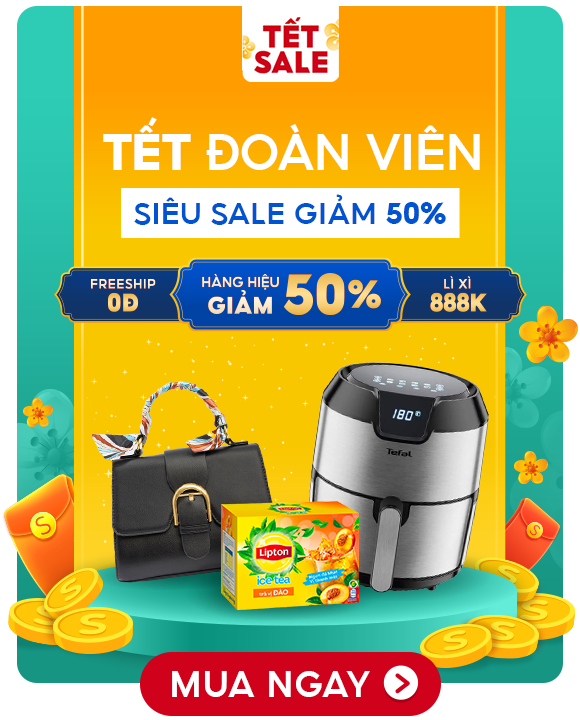 TẾT
SALE
TẾT ĐOÀN VIÊN
SIÊU SALE GIẢM 50%
FREESHIP
0Đ
HÀNG HIỆU
GIẢM 50%
LÌ XÌ
888K
180
Tefal
Lipton
ice tea
trà vị ĐÀO
S
S
S
S
MUA NGAY